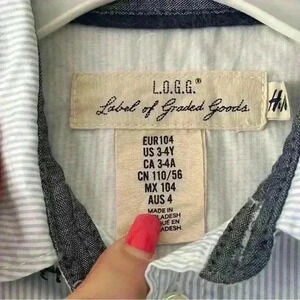 L.O.G.G.®
Label of Graded Goods
H&M
EUR 104
US 3-4Y
CA 3-4A
CN 110/56
MX 104
AUS 4
MADE IN